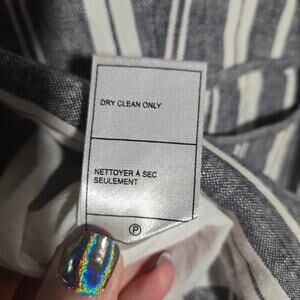 DRY CLEAN ONLY
NETTOYER À SEC
SEULEMENT
P